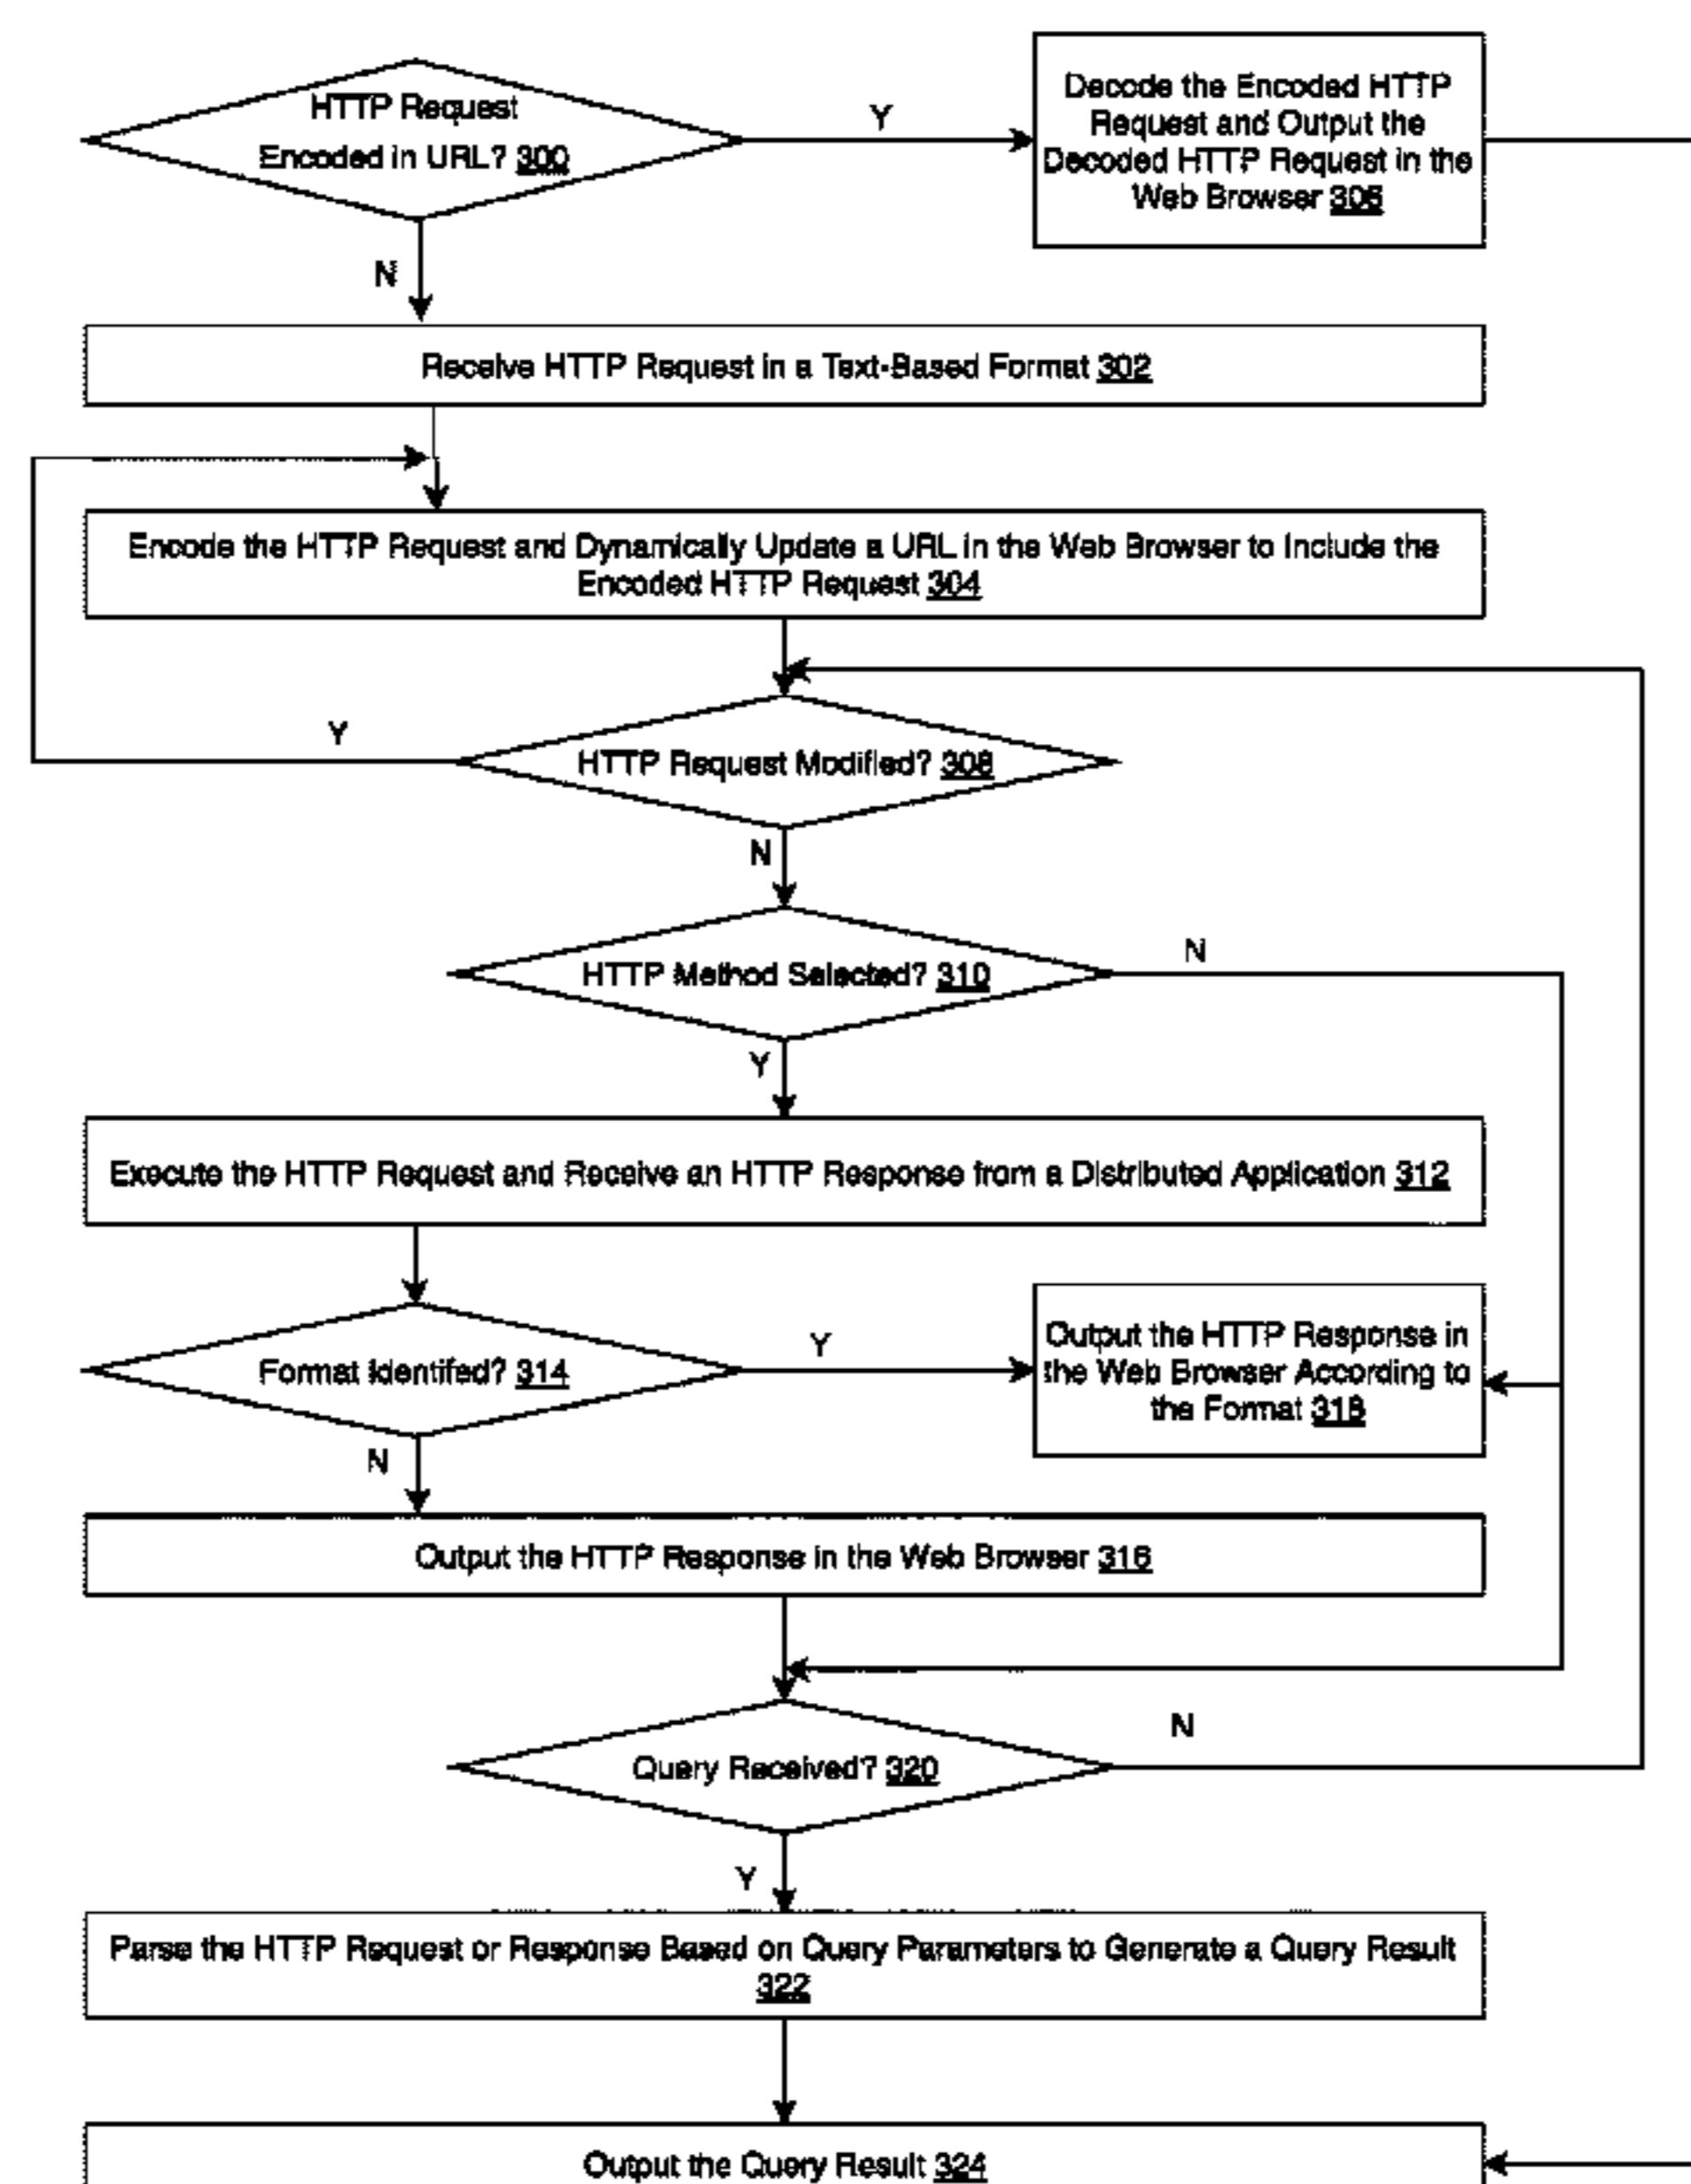 HTTP Request
Encoded in URL? 300
Y
Decode the Encoded HTTP
Request and Output the
Decoded HTTP Request in the
Web Browser 306
N
Receive HTTP Request in a Text-Based Format 302
Encode the HTTP Request and Dynamically Update a URL in the Web Browser to Include the
Encoded HTTP Request 304
Y
HTTP Request Modified? 308
N
HTTP Method Selected? 310
N
Y
Execute the HTTP Request and Receive an HTTP Response from a Distributed Application 312
Format Identifed? 314
Y
Output the HTTP Response in
the Web Browser According to
the Format 318
N
Output the HTTP Response in the Web Browser 316
Query Received? 320
N
Y
Parse the HTTP Request or Response Based on Query Parameters to Generate a Query Result
322
Output the Query Result 324